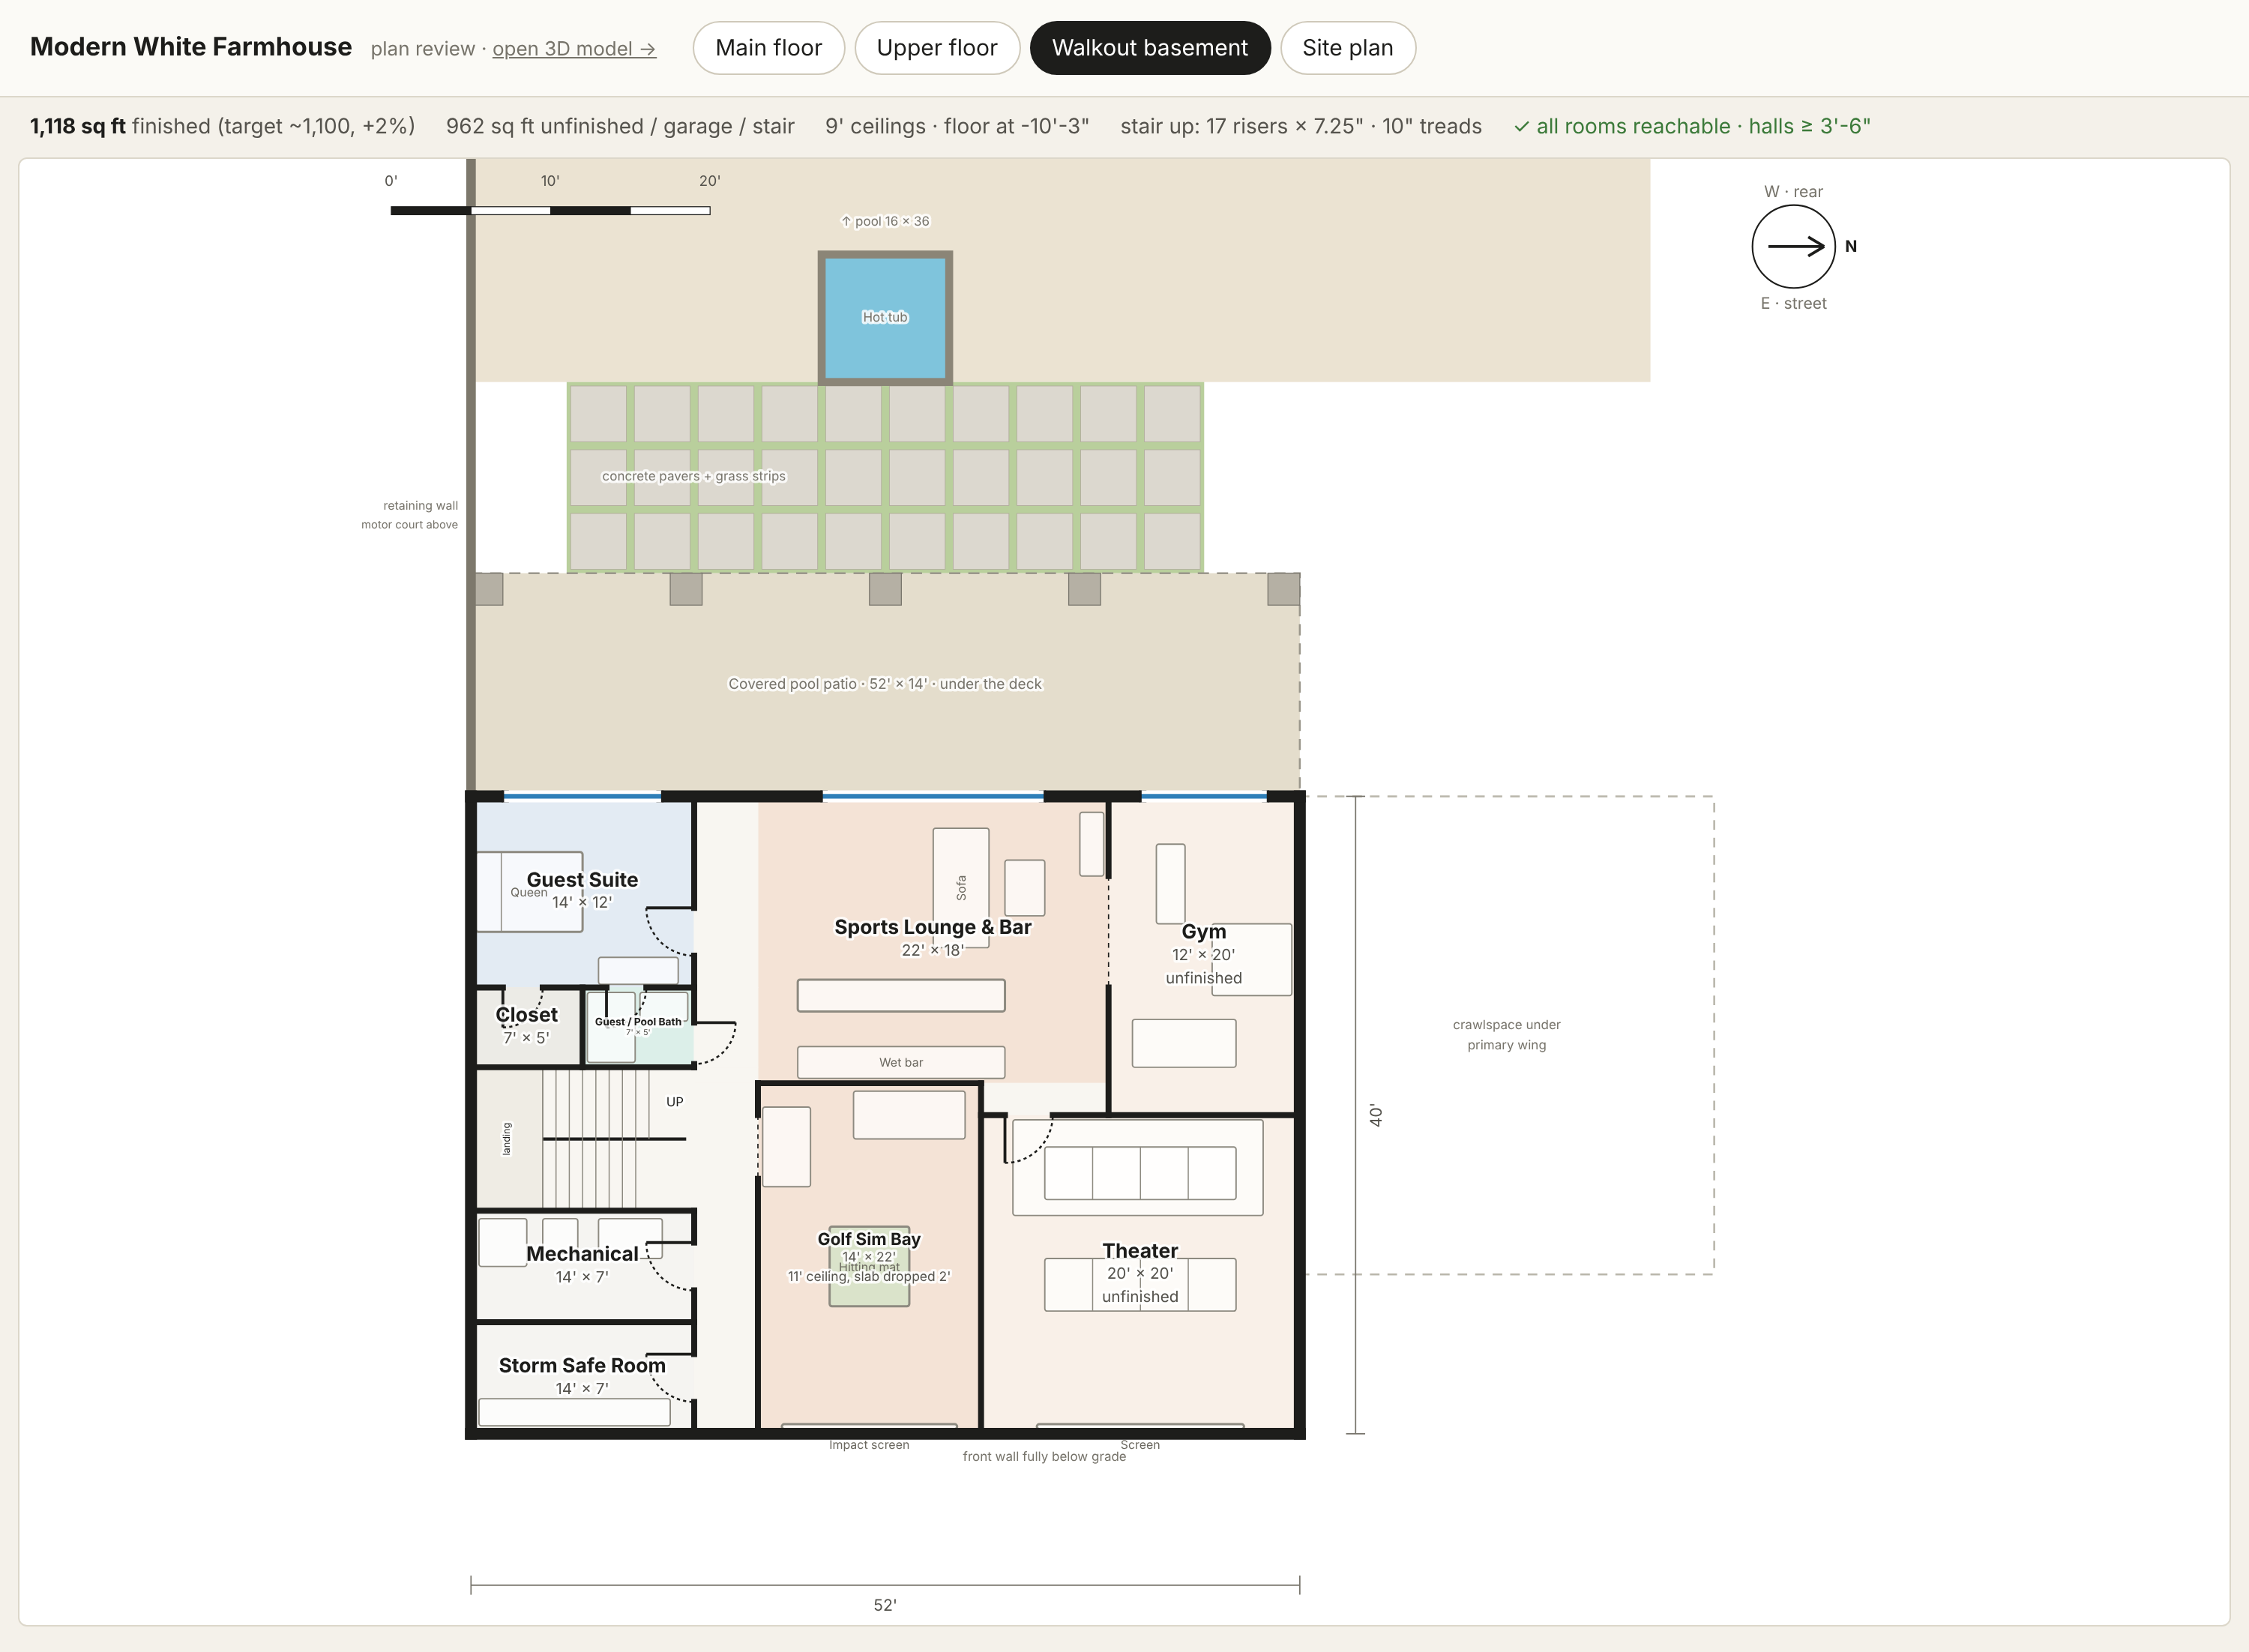 Modern White Farmhouse plan review · open 3D model → Main floor Upper floor Walkout basement Site plan
1,118 sq ft finished (target ~1,100, +2%) 962 sq ft unfinished / garage / stair 9' ceilings · floor at -10'-3" stair up: 17 risers × 7.25" · 10" treads ✓ all rooms reachable · halls ≥ 3'-6"
0' 10' 20'
W · rear
N
E · street
↑ pool 16 × 36
Hot tub
concrete pavers + grass strips
retaining wall
motor court above
Covered pool patio · 52' × 14' · under the deck
Guest Suite
Queen
14' × 12'
Sofa
Sports Lounge & Bar
22' × 18'
Gym
12' × 20'
unfinished
Closet
7' × 5'
Guest / Pool Bath
7' × 5'
Wet bar
crawlspace under
primary wing
UP
landing
40'
Mechanical
14' × 7'
Golf Sim Bay
14' × 22'
Hitting mat
11' ceiling, slab dropped 2'
Theater
20' × 20'
unfinished
Storm Safe Room
14' × 7'
Impact screen
Screen
front wall fully below grade
52'